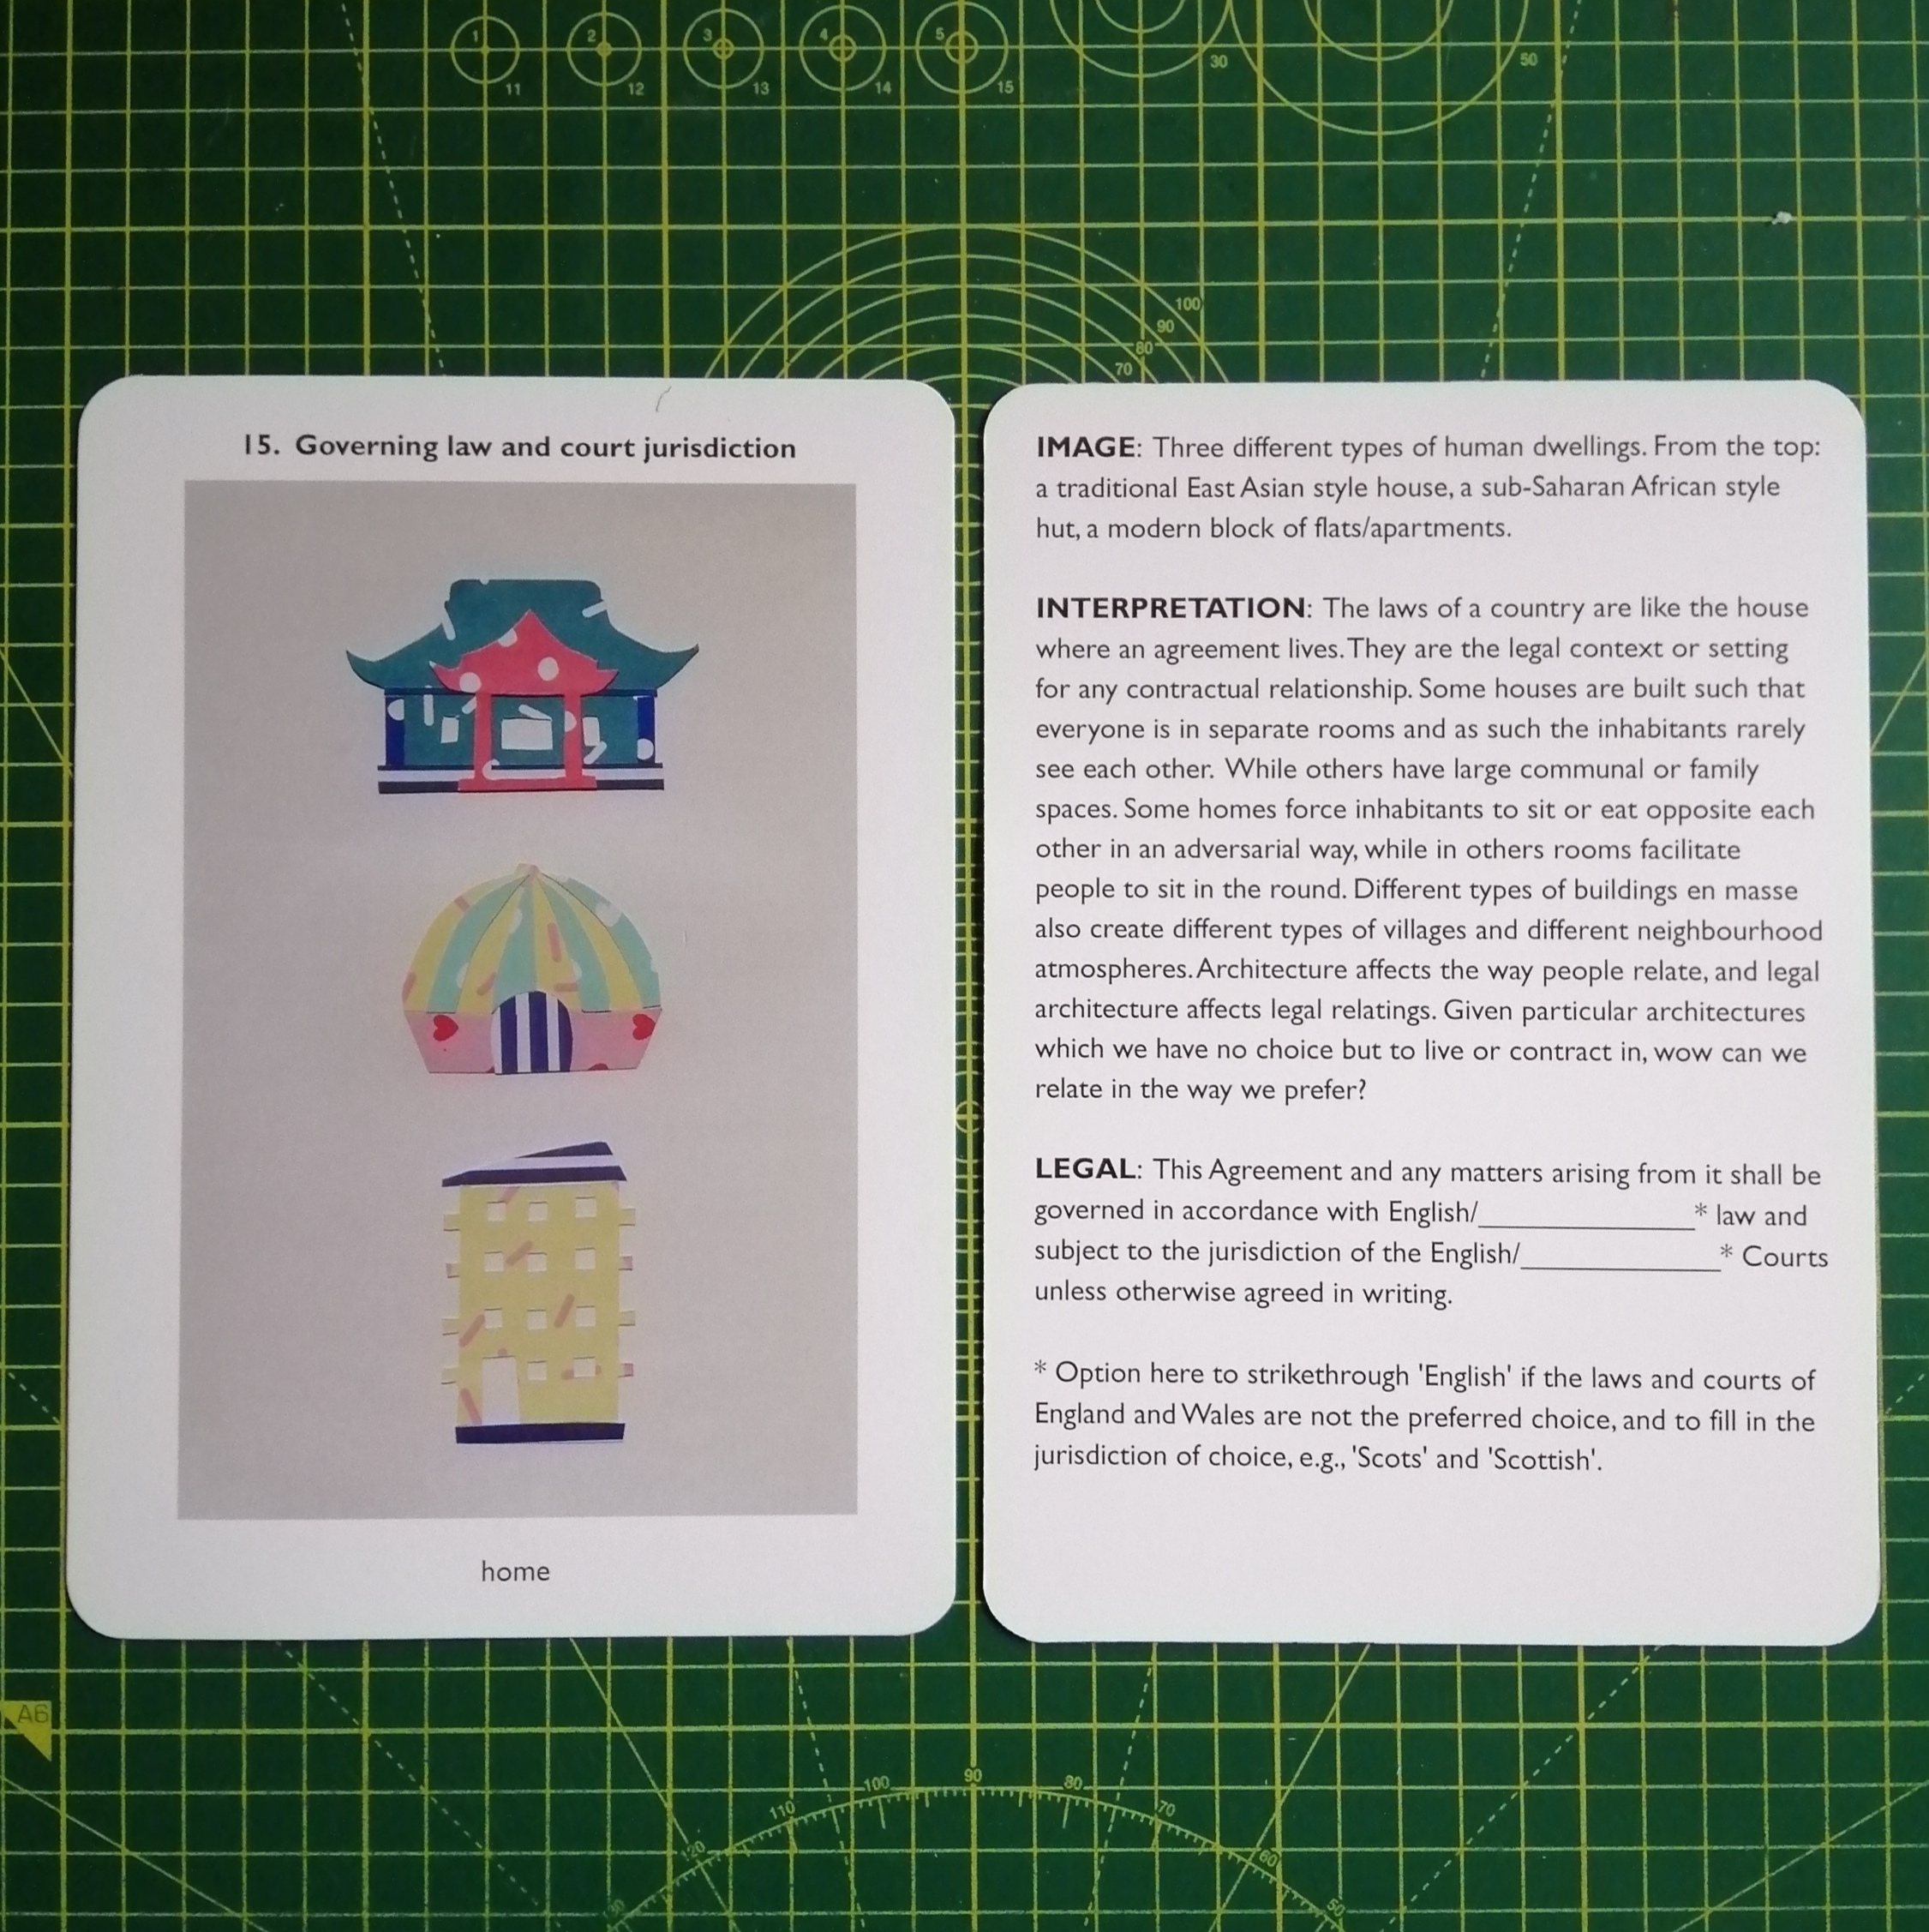 1 2 3 4 5
11 12 13 14 15 30 50
100
90
80
70
15. Governing law and court jurisdiction
home
IMAGE: Three different types of human dwellings. From the top:
a traditional East Asian style house, a sub-Saharan African style
hut, a modern block of flats/apartments.
INTERPRETATION: The laws of a country are like the house
where an agreement lives. They are the legal context or setting
for any contractual relationship. Some houses are built such that
everyone is in separate rooms and as such the inhabitants rarely
see each other. While others have large communal or family
spaces. Some homes force inhabitants to sit or eat opposite each
other in an adversarial way, while in others rooms facilitate
people to sit in the round. Different types of buildings en masse
also create different types of villages and different neighbourhood
atmospheres. Architecture affects the way people relate, and legal
architecture affects legal relatings. Given particular architectures
which we have no choice but to live or contract in, wow can we
relate in the way we prefer?
LEGAL: This Agreement and any matters arising from it shall be
governed in accordance with English/______________* law and
subject to the jurisdiction of the English/_____________* Courts
unless otherwise agreed in writing.
* Option here to strikethrough 'English' if the laws and courts of
England and Wales are not the preferred choice, and to fill in the
jurisdiction of choice, e.g., 'Scots' and 'Scottish'.
A6
130 120 110 100 90 80 70 60 50